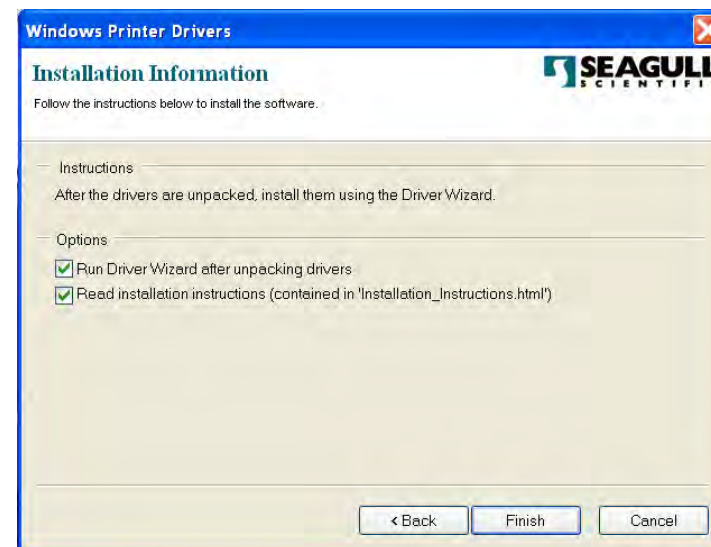 Windows Printer Drivers
Installation Information
SEAGULL
SCIENTIFI
Follow the instructions below to install the software.
Instructions
After the drivers are unpacked, install them using the Driver Wizard.
Options
Run Driver Wizard after unpacking drivers
Read installation instructions (contained in 'Installation_Instructions.html')
< Back
Finish
Cancel